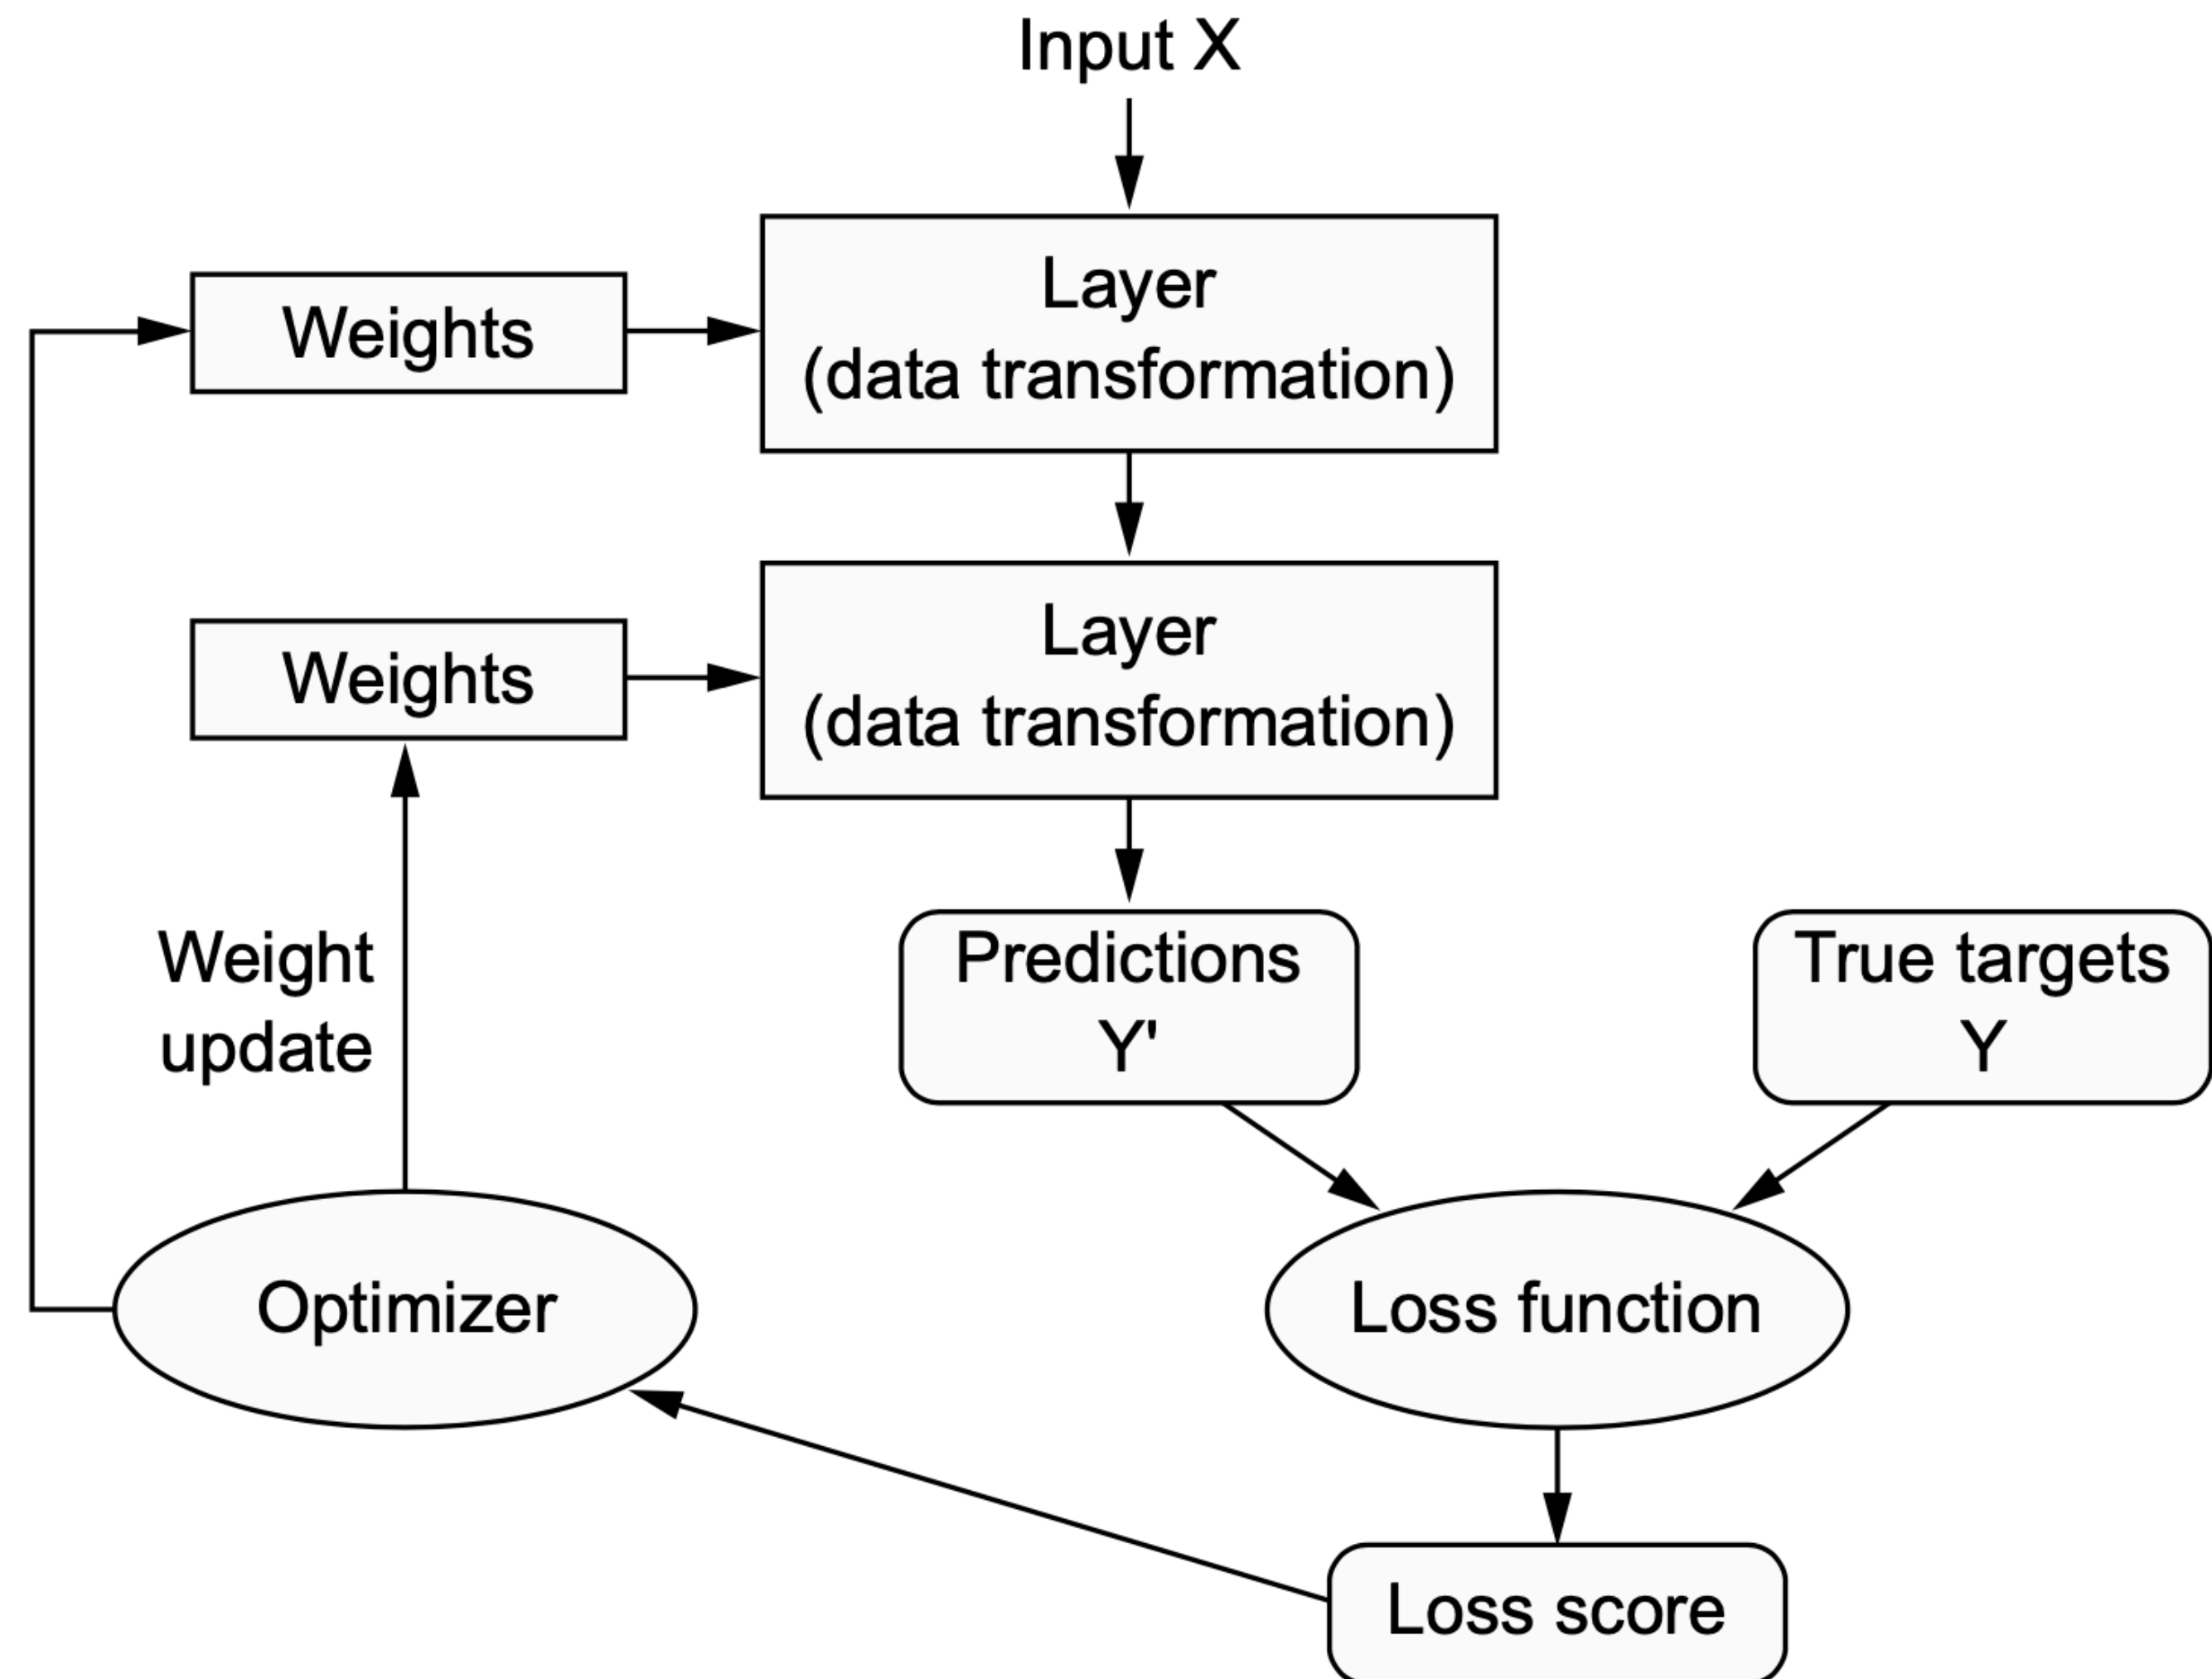 Input X
Weights
Layer
(data transformation)
Weights
Layer
(data transformation)
Weight
update
Predictions
Y'
True targets
Y
Optimizer
Loss function
Loss score